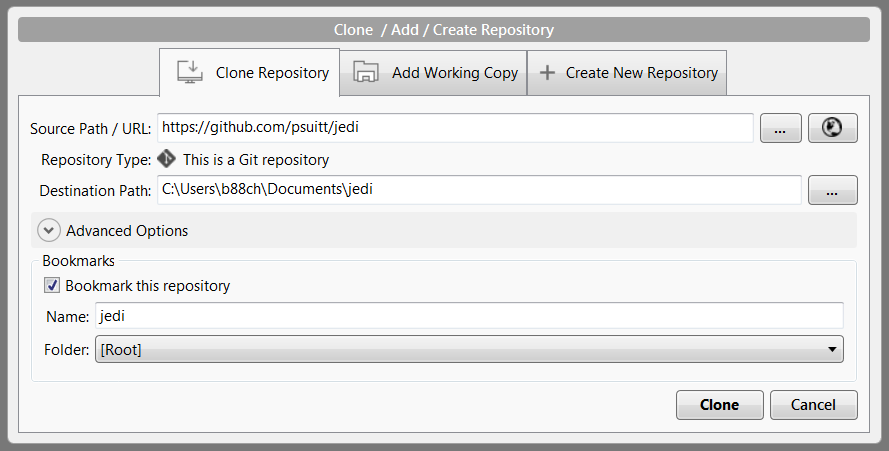 Clone / Add / Create Repository
Clone Repository Add Working Copy Create New Repository
Source Path / URL: https://github.com/psuitt/jedi ...
Repository Type: This is a Git repository
Destination Path: C:\Users\b88ch\Documents\jedi ...
Advanced Options
Bookmarks
Bookmark this repository
Name: jedi
Folder: [Root]
Clone Cancel